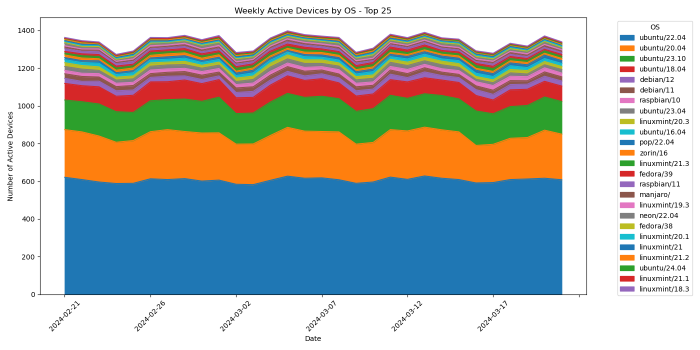 Weekly Active Devices by OS - Top 25
Number of Active Devices
1400
1200
1000
800
600
400
200
0
2024-02-21
2024-02-26
2024-03-02
2024-03-07
2024-03-12
2024-03-17
Date
OS
ubuntu/22.04
ubuntu/20.04
ubuntu/23.10
ubuntu/18.04
debian/12
debian/11
raspbian/10
ubuntu/23.04
linuxmint/20.3
ubuntu/16.04
pop/22.04
zorin/16
linuxmint/21.3
fedora/39
raspbian/11
manjaro/
linuxmint/19.3
neon/22.04
fedora/38
linuxmint/20.1
linuxmint/21
linuxmint/21.2
ubuntu/24.04
linuxmint/21.1
linuxmint/18.3